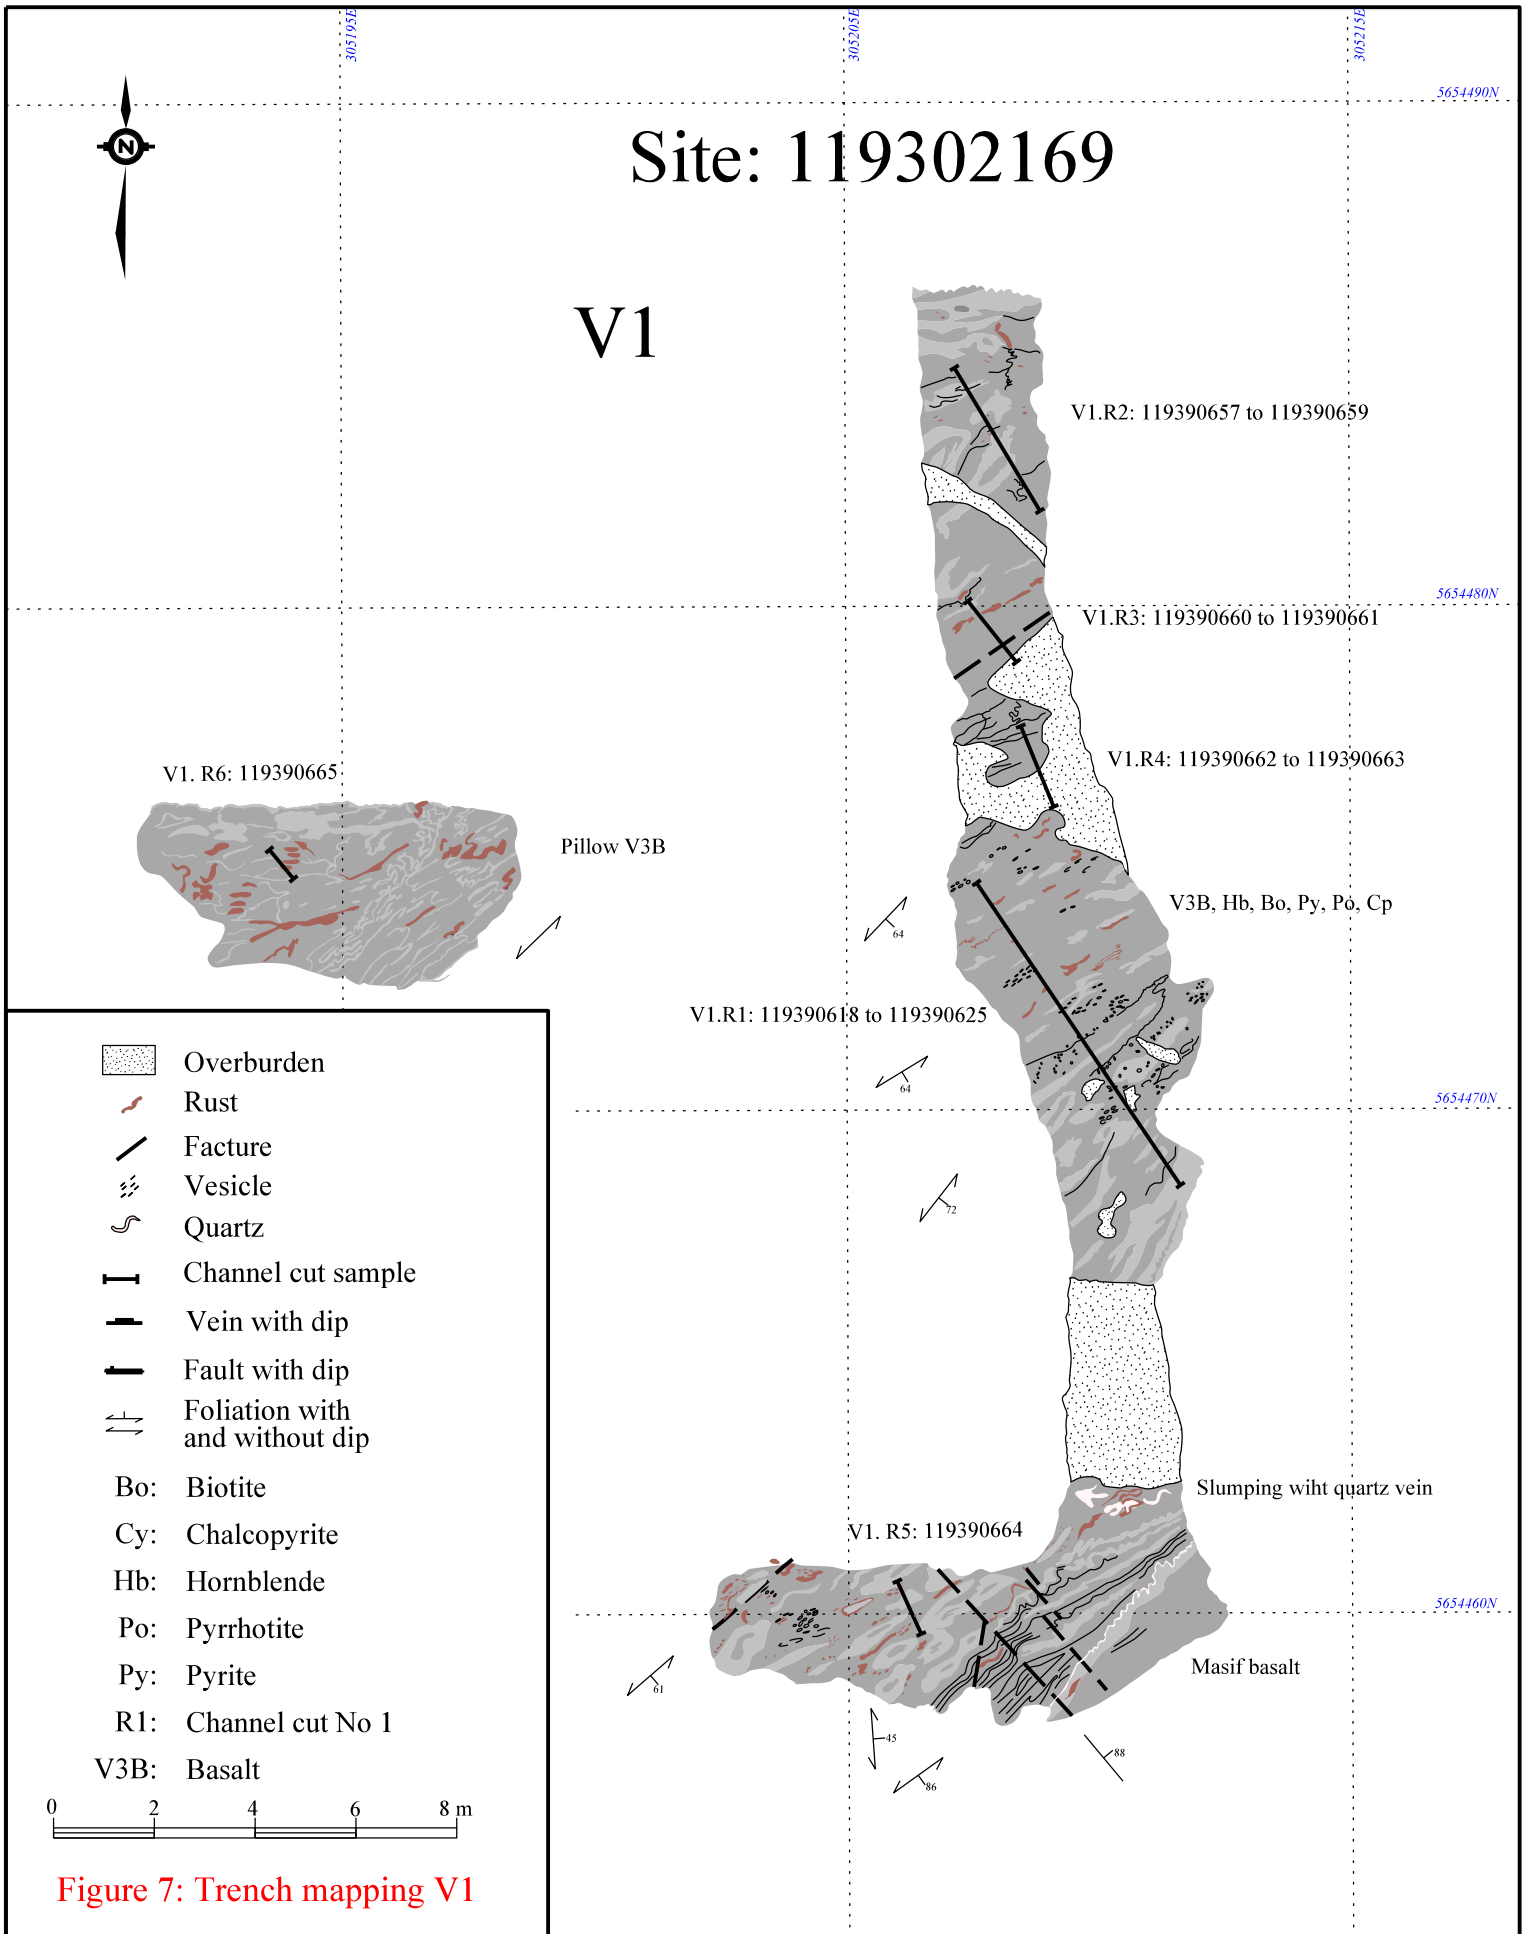 305195E
305205E
305215E
5654490N
N
Site: 119302169
V1
V1.R2: 119390657 to 119390659
5654480N
V1.R3: 119390660 to 119390661
V1.R4: 119390662 to 119390663
V1. R6: 119390665
Pillow V3B
V3B, Hb, Bo, Py, Po, Cp
64
V1.R1: 119390618 to 119390625
64
5654470N
72
Slumping wiht quartz vein
V1. R5: 119390664
5654460N
Masif basalt
61
45
88
86
Overburden
Rust
Facture
Vesicle
Quartz
Channel cut sample
Vein with dip
Fault with dip
Foliation with
and without dip
Bo: Biotite
Cy: Chalcopyrite
Hb: Hornblende
Po: Pyrrhotite
Py: Pyrite
R1: Channel cut No 1
V3B: Basalt
0 2 4 6 8 m
Figure 7: Trench mapping V1